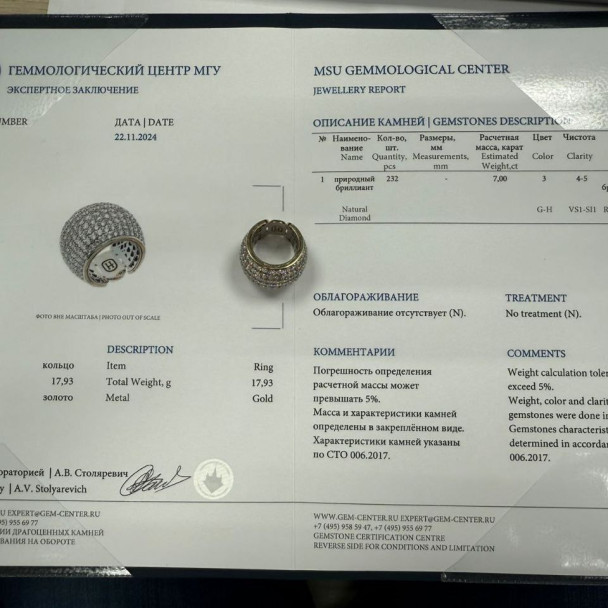 ГЕММОЛОГИЧЕСКИЙ ЦЕНТР МГУ
ЭКСПЕРТНОЕ ЗАКЛЮЧЕНИЕ
UMBER
ДАТА | DATE
22.11.2024
ФОТО ВНЕ МАСШТАБА | PHOTO OUT OF SCALE
DESCRIPTION
кольцо Item Ring
17,93 Total Weight, g 17,93
золото Metal Gold
ораторией | А.В. Столяревич
y | A.V. Stolyarevich
U EXPERT@GEM-CENTER.RU
95) 955 69 77
ИИ ДРАГОЦЕННЫХ КАМНЕЙ
ВАНИЯ НА ОБОРОТЕ
MSU GEMMOLOGICAL CENTER
JEWELLERY REPORT
ОПИСАНИЕ КАМНЕЙ | GEMSTONES DESCRIPTION
№ Наимено- Кол-во, Размеры, Расчетная Цвет Чистота
вание шт. мм масса, карат
Name Quantity, Measurements, Estimated Color Clarity
pcs mm Weight,ct
1 природный 232 - 7,00 3 4-5
бриллиант
Natural G-H VS1-SI1
Diamond
ОБЛАГОРАЖИВАНИЕ
Облагораживание отсутствует (N).
TREATMENT
No treatment (N).
КОММЕНТАРИИ
Погрешность определения
расчетной массы может
превышать 5%.
Масса и характеристики камней
определены в закреплённом виде.
Характеристики камней указаны
по СТО 006.2017.
COMMENTS
Weight calculation toler
exceed 5%.
Weight, color and clarit
gemstones were done in
Gemstones characterist
determined in accordan
006.2017.
WWW.GEM-CENTER.RU EXPERT@GEM-CENTER.RU
+7 (495) 958 59 47, +7 (495) 955 69 77
GEMSTONE CERTIFICATION CENTRE
REVERSE SIDE FOR CONDITIONS AND LIMITATION